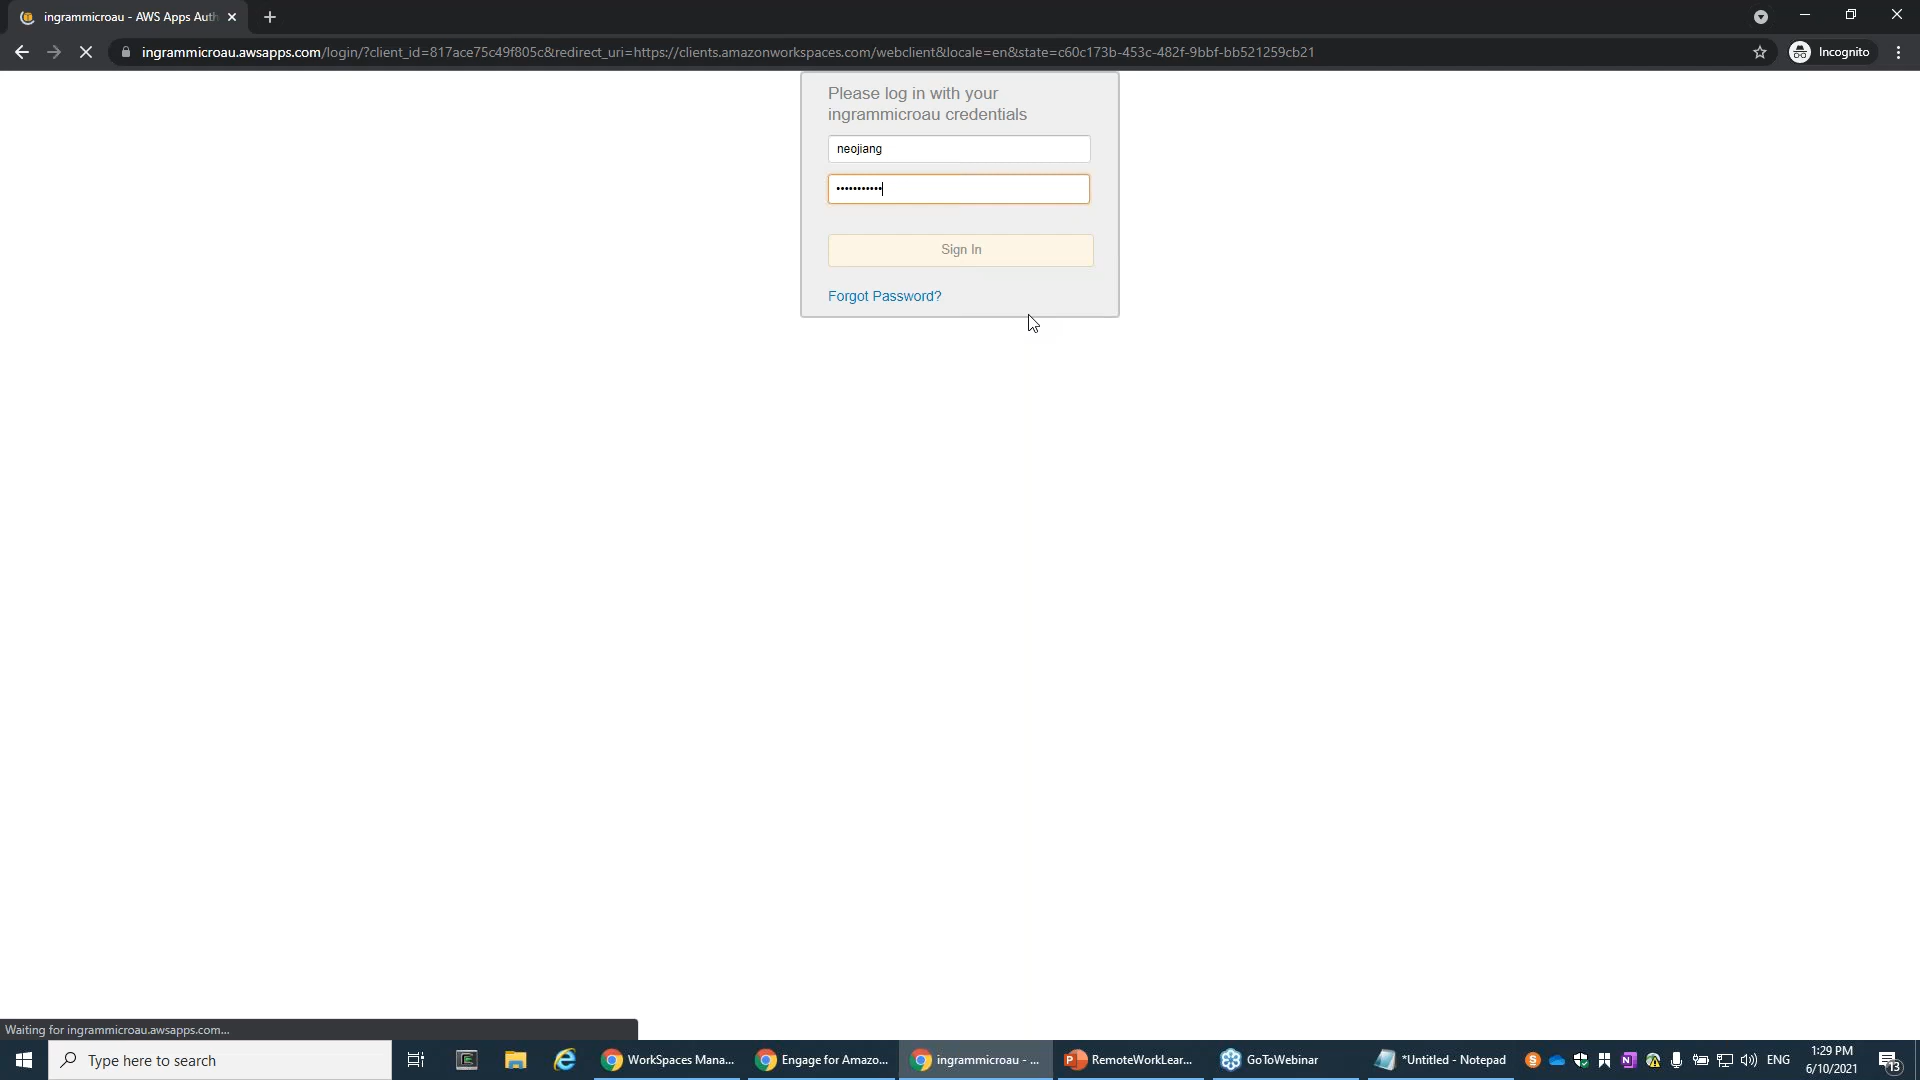 ingrammicroau - AWS Apps Auth
ingrammicroau.awsapps.com/login/?client_id=817ace75c49f805c&redirect_uri=https://clients.amazonworkspaces.com/webclient&locale=en&state=c60c173b-453c-482f-9bbf-bb521259cb21
Incognito
Please log in with your
ingrammicroau credentials
neojiang
•••••••••••
Sign In
Forgot Password?
Waiting for ingrammicroau.awsapps.com...
Type here to search
WorkSpaces Mana...
Engage for Amazo...
ingrammicroau - ...
RemoteWorkLear...
GoToWebinar
*Untitled - Notepad
ENG
1:29 PM
6/10/2021
13